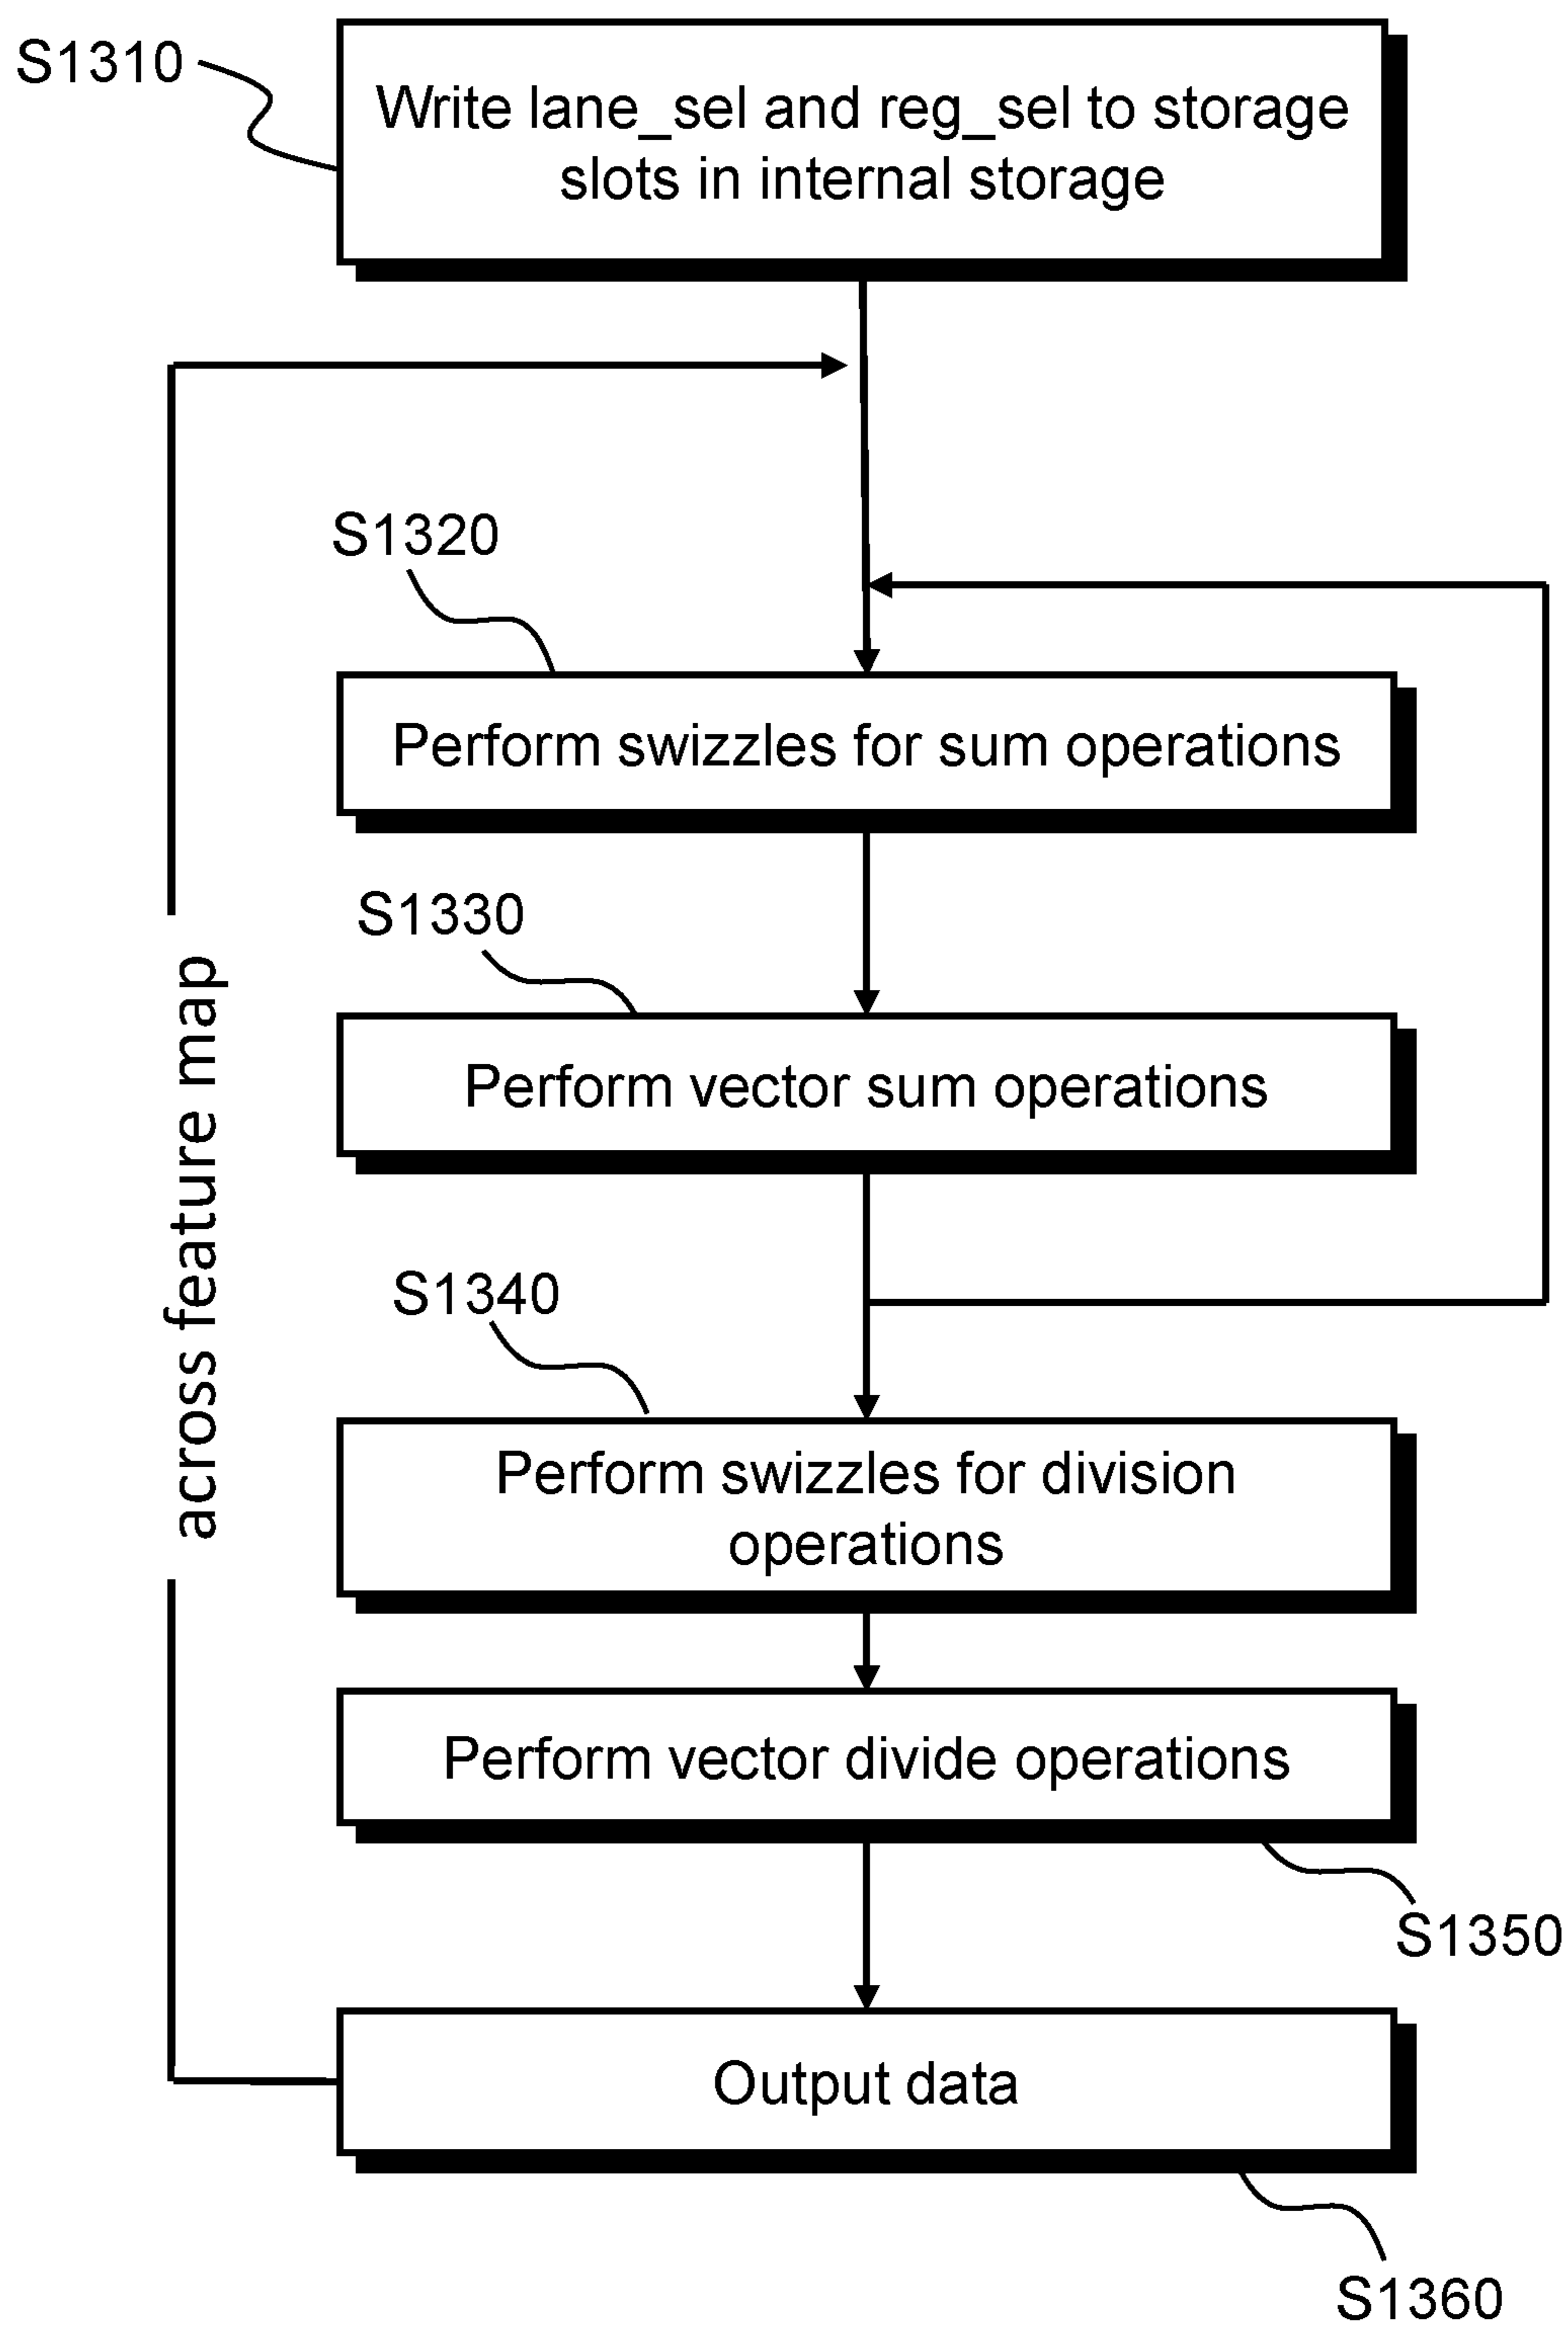 S1310
Write lane_sel and reg_sel to storage
slots in internal storage
S1320
Perform swizzles for sum operations
S1330
Perform vector sum operations
across feature map
S1340
Perform swizzles for division
operations
Perform vector divide operations
S1350
Output data
S1360